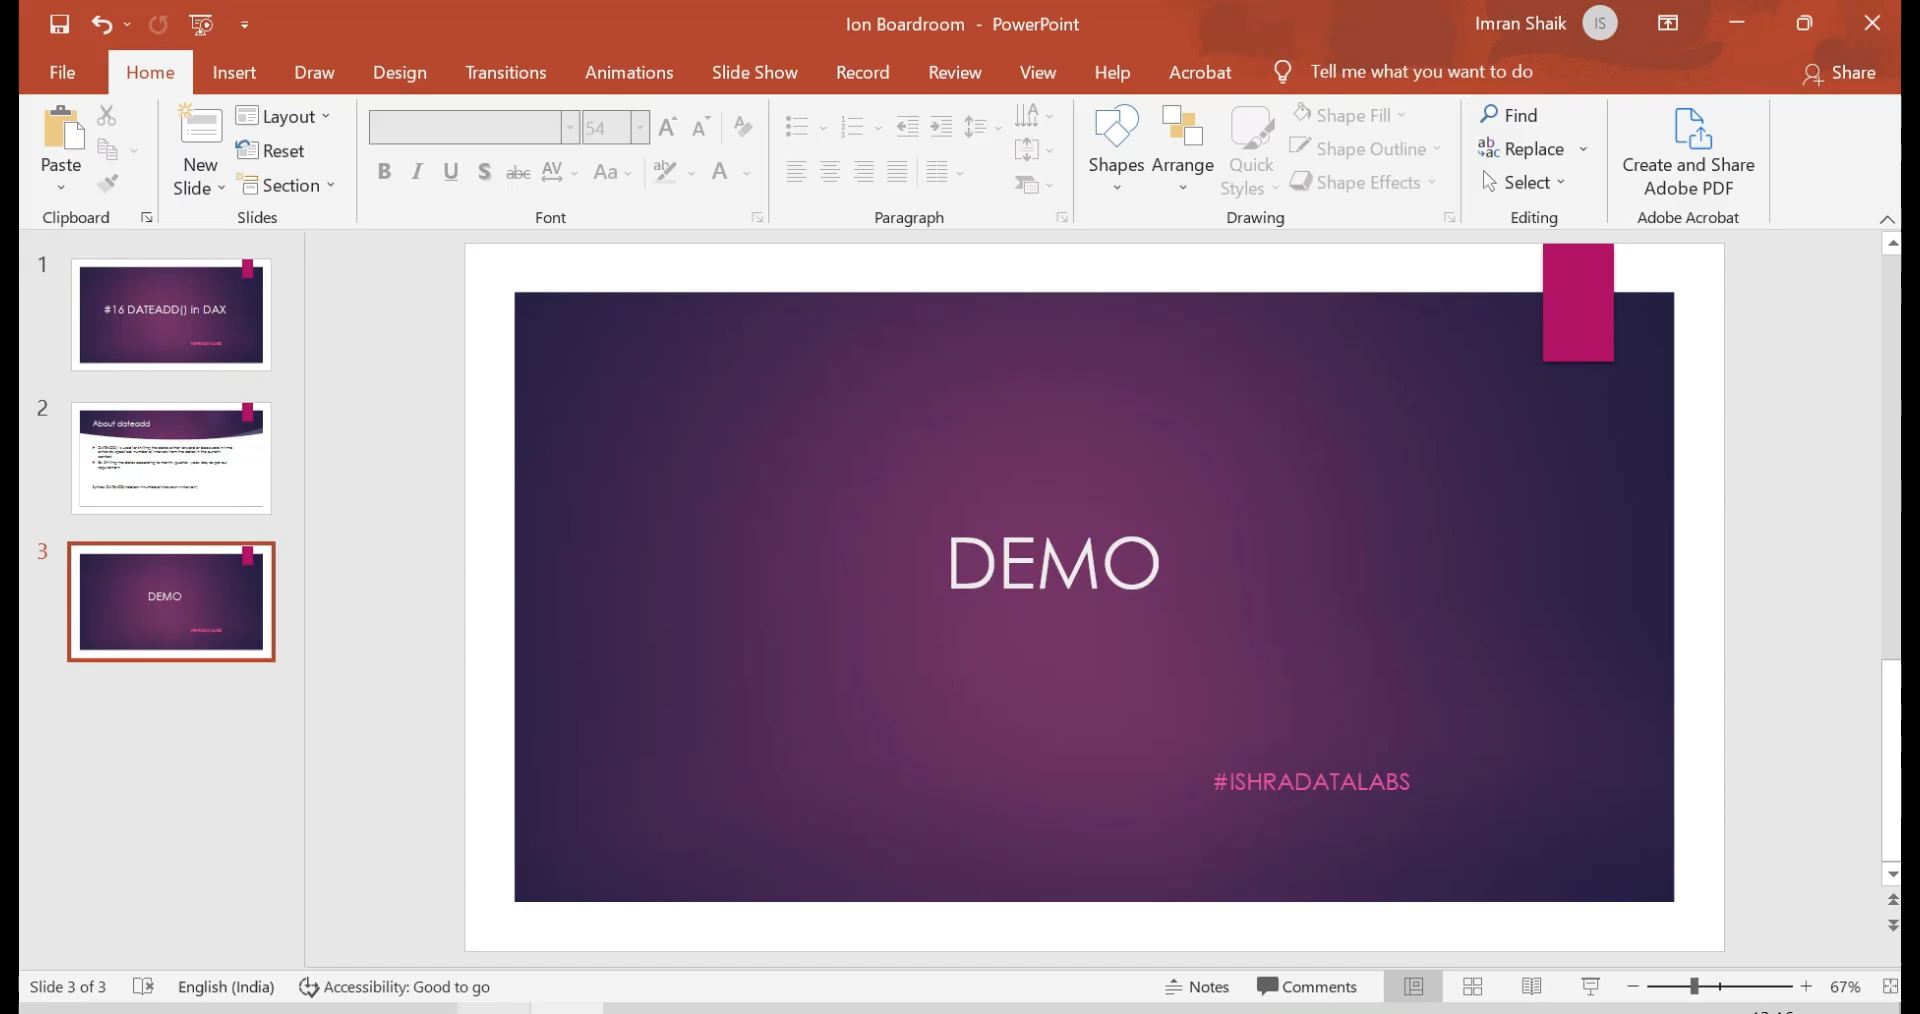 Ion Boardroom - PowerPoint
Imran Shaik
IS
File
Home
Insert
Draw
Design
Transitions
Animations
Slide Show
Record
Review
View
Help
Acrobat
Tell me what you want to do
Share
Paste
Clipboard
New Slide
Layout
Reset
Section
Slides
54
Font
Paragraph
Shapes
Arrange
Quick Styles
Shape Fill
Shape Outline
Shape Effects
Drawing
Find
Replace
Select
Editing
Create and Share Adobe PDF
Adobe Acrobat
1
#16 DATEADD() in DAX
2
About dateadd
3
DEMO
DEMO
#ISHRADATALABS
Slide 3 of 3
English (India)
Accessibility: Good to go
Notes
Comments
67%